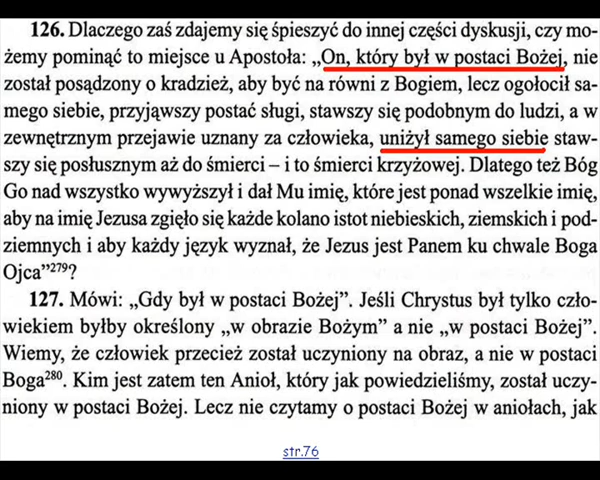 126. Dlaczego zaś zdajemy się śpieszyć do innej części dyskusji, czy mo-
żemy pominąć to miejsce u Apostoła: „On, który był w postaci Bożej, nie
został posądzony o kradzież, aby być na równi z Bogiem, lecz ogołocił sa-
mego siebie, przyjąwszy postać sługi, stawszy się podobnym do ludzi, a w
zewnętrznym przejawie uznany za człowieka, uniżył samego siebie staw-
szy się posłusznym aż do śmierci – i to śmierci krzyżowej. Dlatego też Bóg
Go nad wszystko wywyższył i dał Mu imię, które jest ponad wszelkie imię,
aby na imię Jezusa zgięło się każde kolano istot niebieskich, ziemskich i pod-
ziemnych i aby każdy język wyznał, że Jezus jest Panem ku chwale Boga
Ojca”279?
127. Mówi: „Gdy był w postaci Bożej”. Jeśli Chrystus był tylko czło-
wiekiem byłby określony „w obrazie Bożym” a nie „w postaci Bożej”.
Wiemy, że człowiek przecież został uczyniony na obraz, a nie w postaci
Boga280. Kim jest zatem ten Anioł, który jak powiedzieliśmy, został uczy-
niony w postaci Bożej. Lecz nie czytamy o postaci Bożej w aniołach, jak
str.76